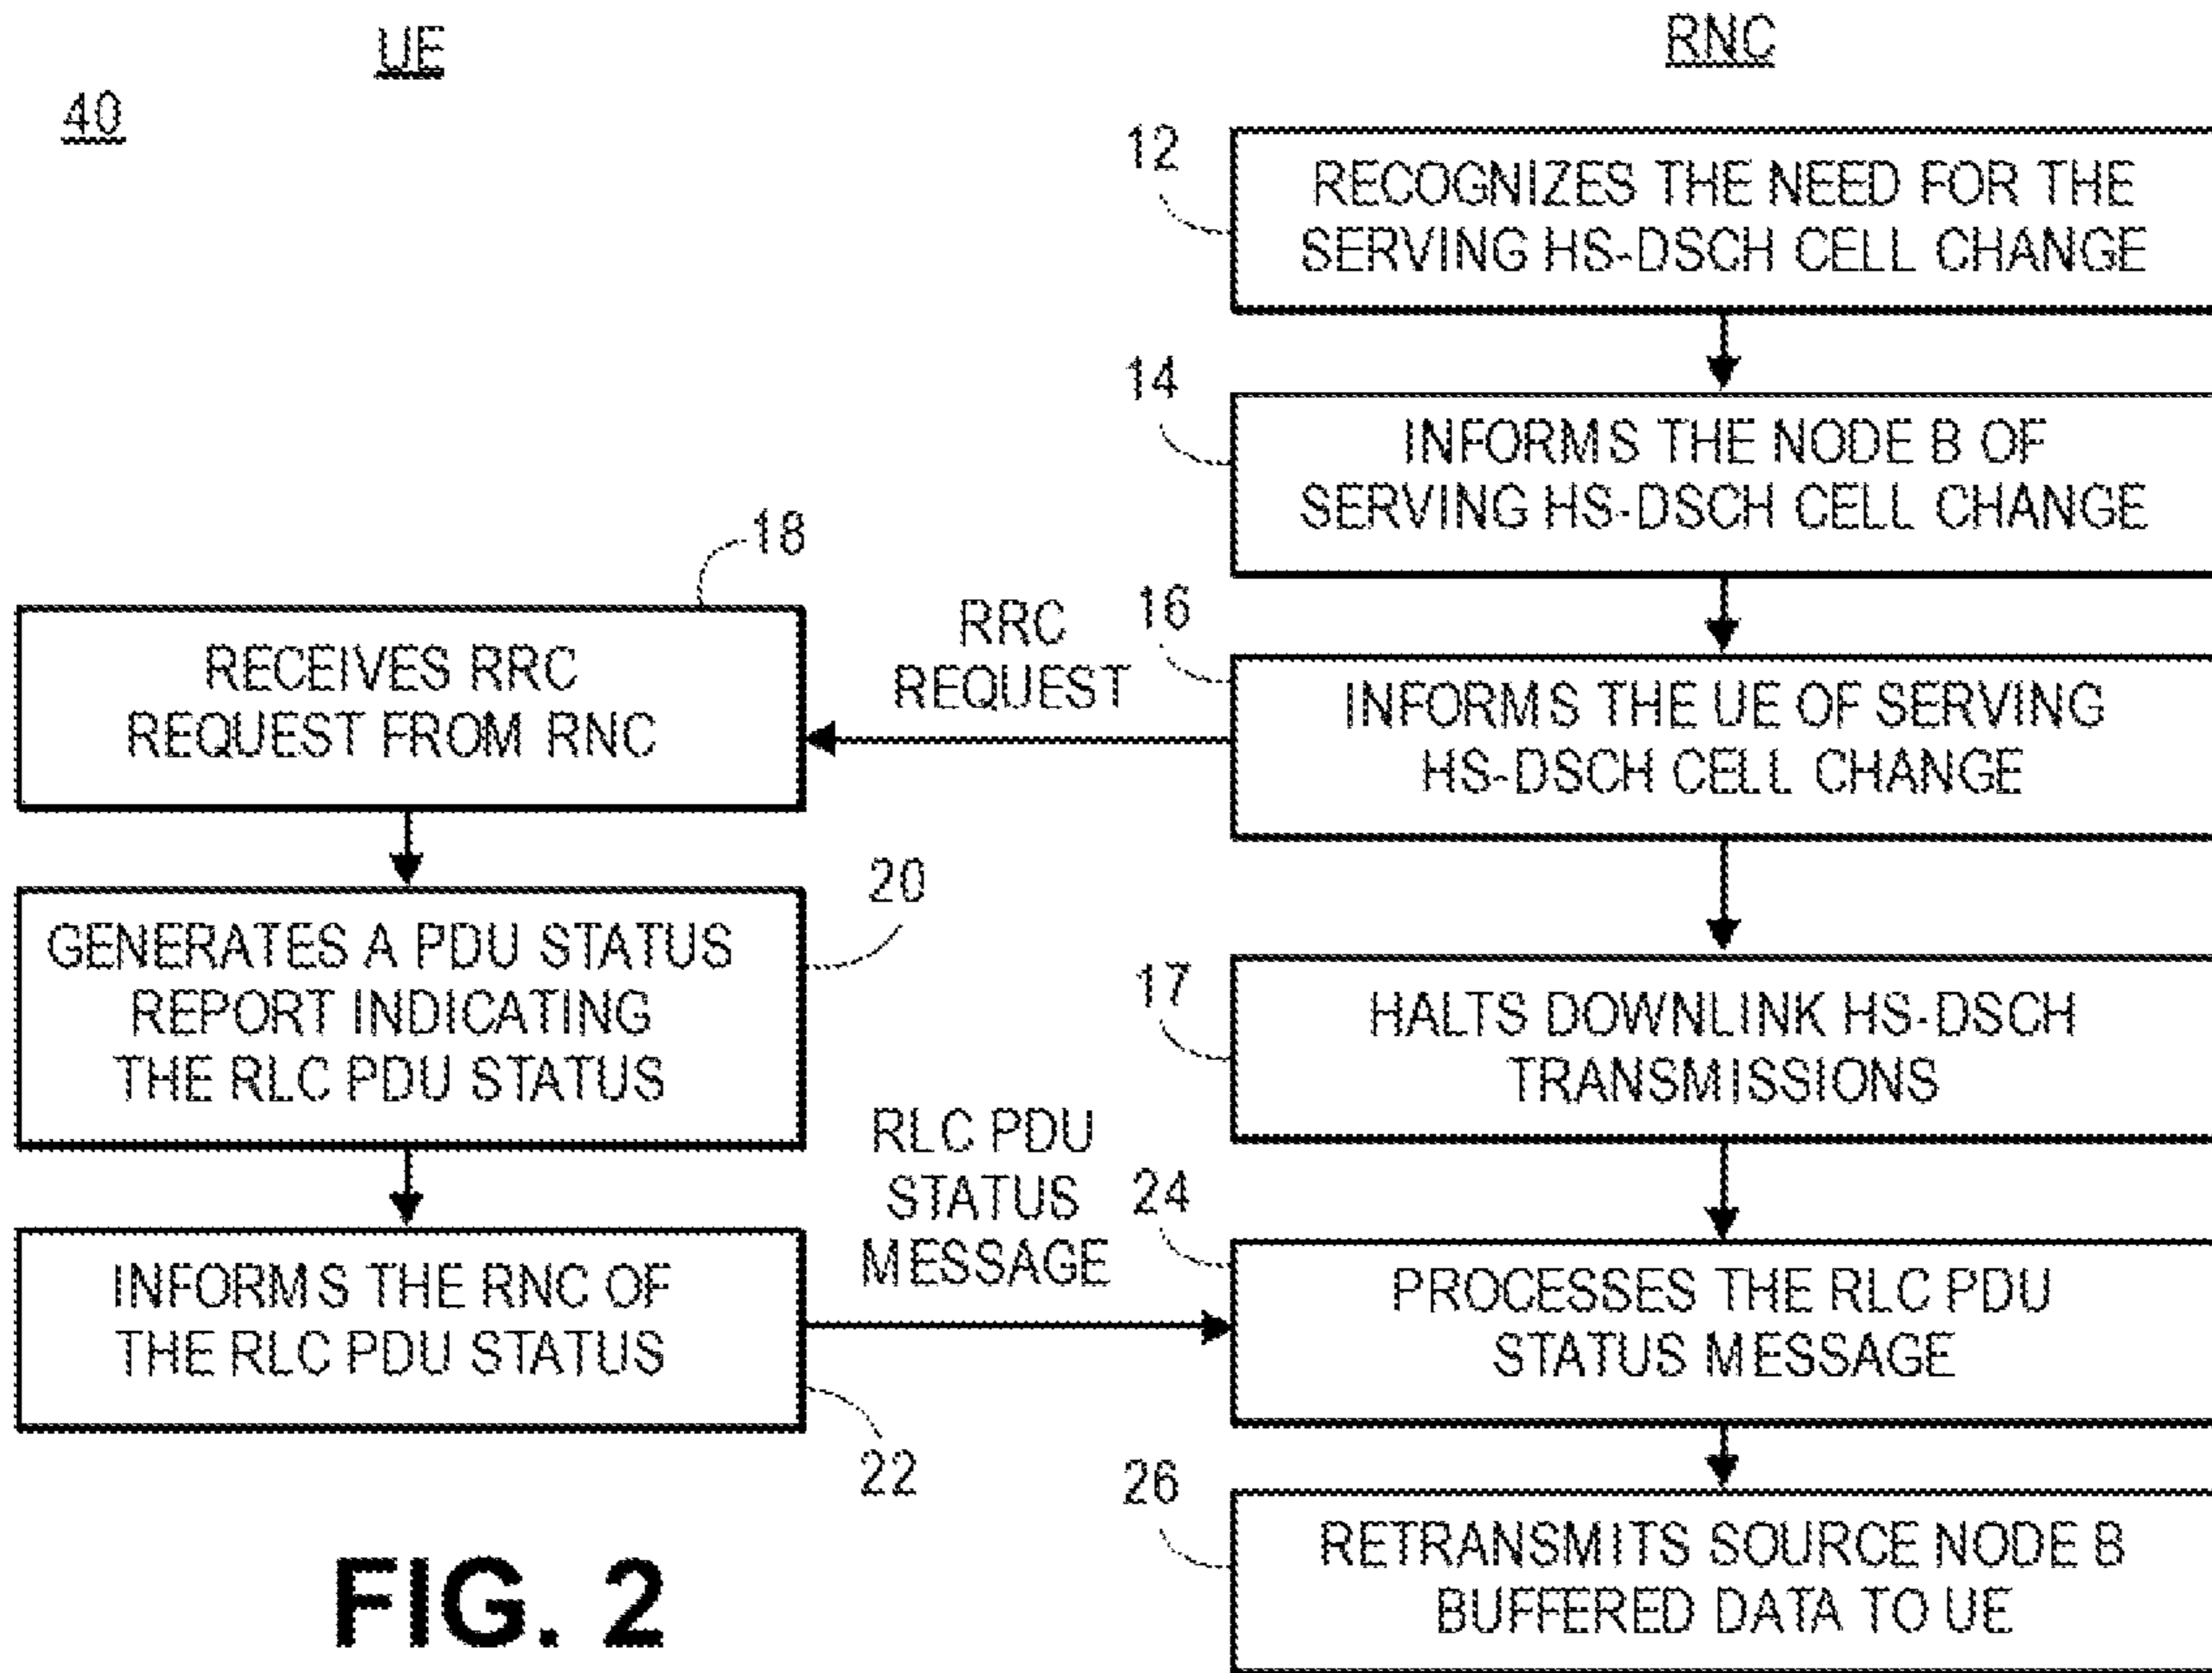 UE
RNC
40
12
RECOGNIZES THE NEED FOR THE
SERVING HS-DSCH CELL CHANGE
14
INFORMS THE NODE B OF
SERVING HS-DSCH CELL CHANGE
16
INFORMS THE UE OF SERVING
HS-DSCH CELL CHANGE
RRC
REQUEST
18
RECEIVES RRC
REQUEST FROM RNC
20
GENERATES A PDU STATUS
REPORT INDICATING
THE RLC PDU STATUS
17
HALTS DOWNLINK HS-DSCH
TRANSMISSIONS
INFORMS THE RNC OF
THE RLC PDU STATUS
22
RLC PDU
STATUS
MESSAGE
24
PROCESSES THE RLC PDU
STATUS MESSAGE
26
RETRANSMITS SOURCE NODE B
BUFFERED DATA TO UE
FIG. 2